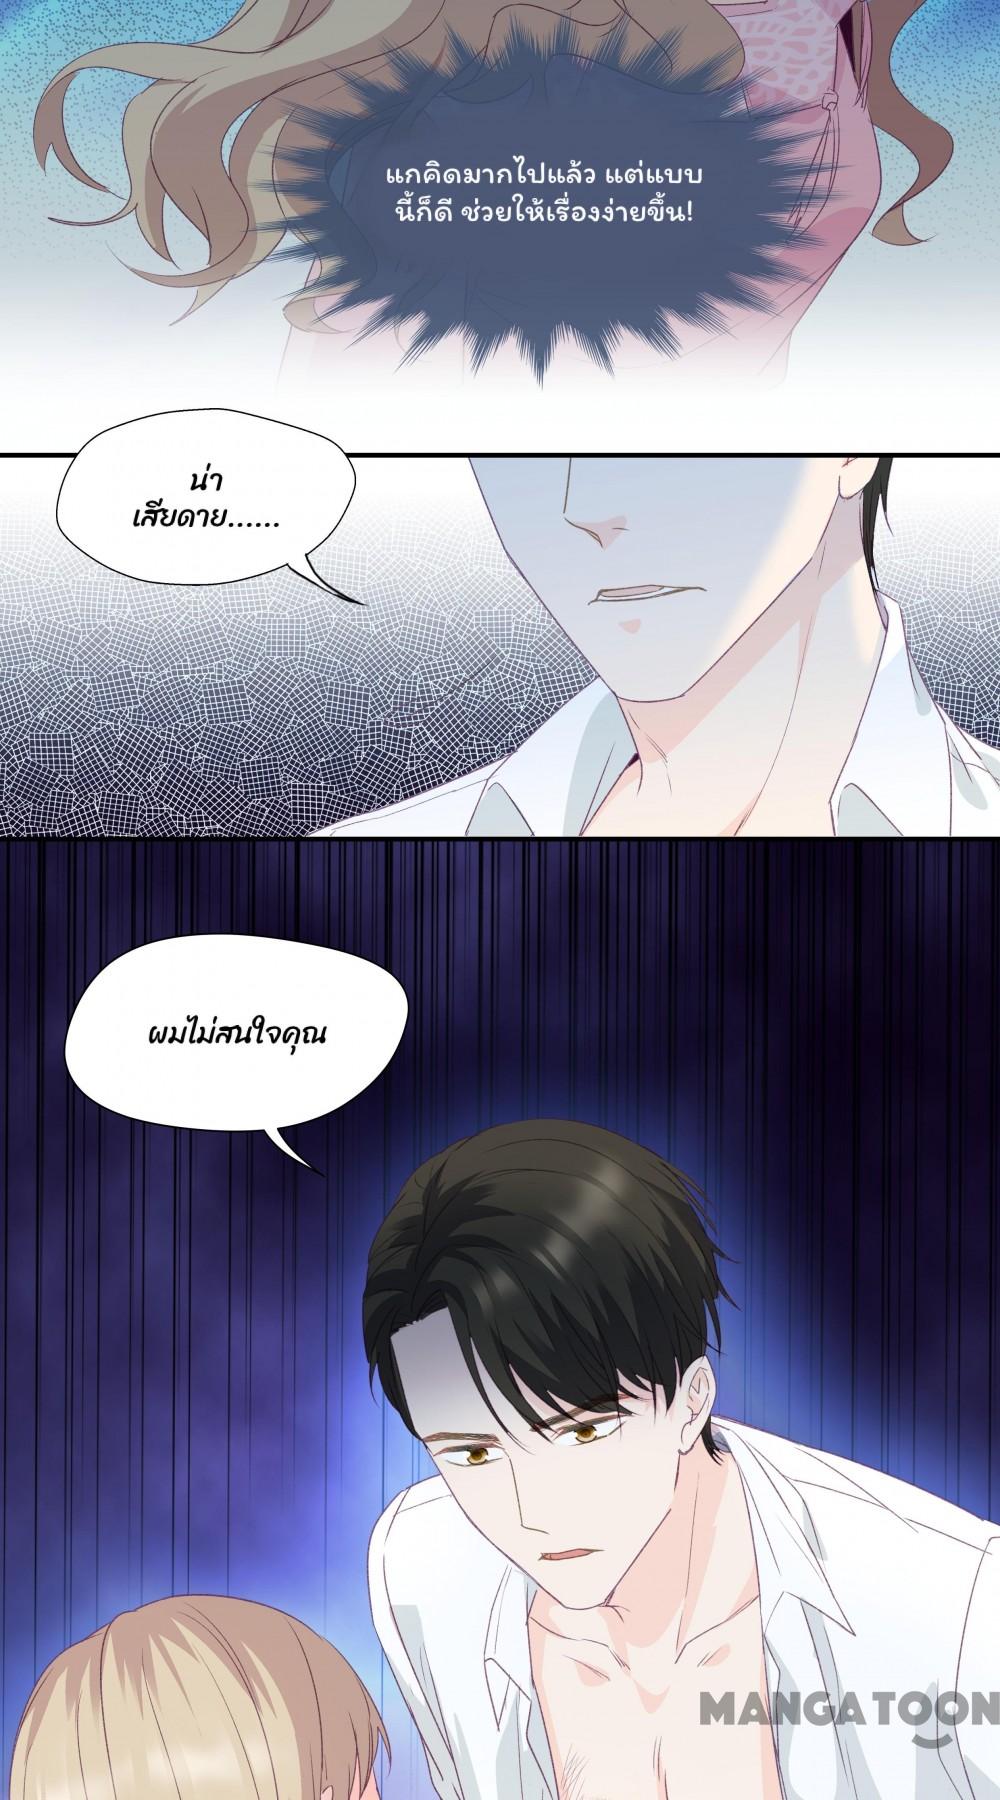 แกคิดมากไปแล้ว แต่แบบ
นี้ก็ดี ช่วยให้เรื่องง่ายขึ้น!
น่า
เสียดาย......
ผมไม่สนใจคุณ
MANGATOON